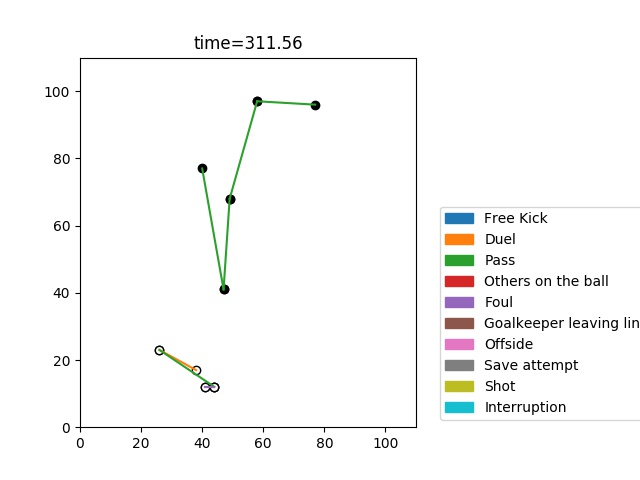 time=311.56
100
80
60
40
20
0
0 20 40 60 80 100
Free Kick
Duel
Pass
Others on the ball
Foul
Goalkeeper leaving lin
Offside
Save attempt
Shot
Interruption